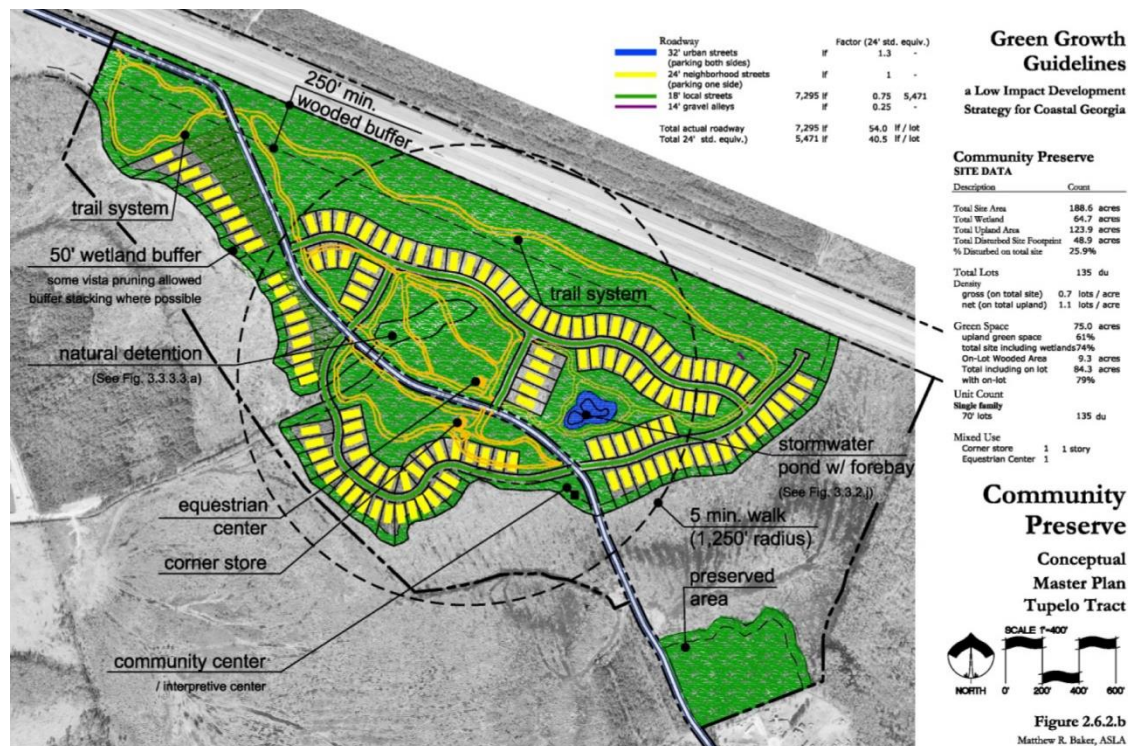 Roadway Factor (24' std. equiv.)
32' urban streets lf 1.3 -
(parking both sides)
24' neighborhood streets lf 1 -
(parking one side)
18' local streets 7,295 lf 0.75 5,471
14' gravel alleys lf 0.25 -
Total actual roadway 7,295 lf 54.0 lf / lot
Total 24' std. equiv.) 5,471 lf 40.5 lf / lot
Green Growth
Guidelines
a Low Impact Development
Strategy for Coastal Georgia
Community Preserve
SITE DATA
Description Count
Total Site Area 188.6 acres
Total Wetland 64.7 acres
Total Upland Area 123.9 acres
Total Disturbed Site Footprint 48.9 acres
% Disturbed on total site 25.9%
Total Lots 135 du
Density
gross (on total site) 0.7 lots / acre
net (on total upland) 1.1 lots / acre
Green Space 75.0 acres
upland green space 61%
total site including wetlands 74%
On-Lot Wooded Area 9.3 acres
Total including on lot 84.3 acres
with on-lot 79%
Unit Count
Single family
70' lots 135 du
Mixed Use
Corner store 1 1 story
Equestrian Center 1
250' min.
wooded buffer
trail system
50' wetland buffer
some vista pruning allowed
buffer stacking where possible
trail system
natural detention
(See Fig. 3.3.3.3.a)
stormwater
pond w/ forebay
(See Fig. 3.3.2.j)
equestrian
center
5 min. walk
(1,250' radius)
corner store
preserved
area
community center
/ interpretive center
Community
Preserve
Conceptual
Master Plan
Tupelo Tract
SCALE 1"=400'
NORTH 0' 200' 400' 600'
Figure 2.6.2.b
Matthew R. Baker, ASLA